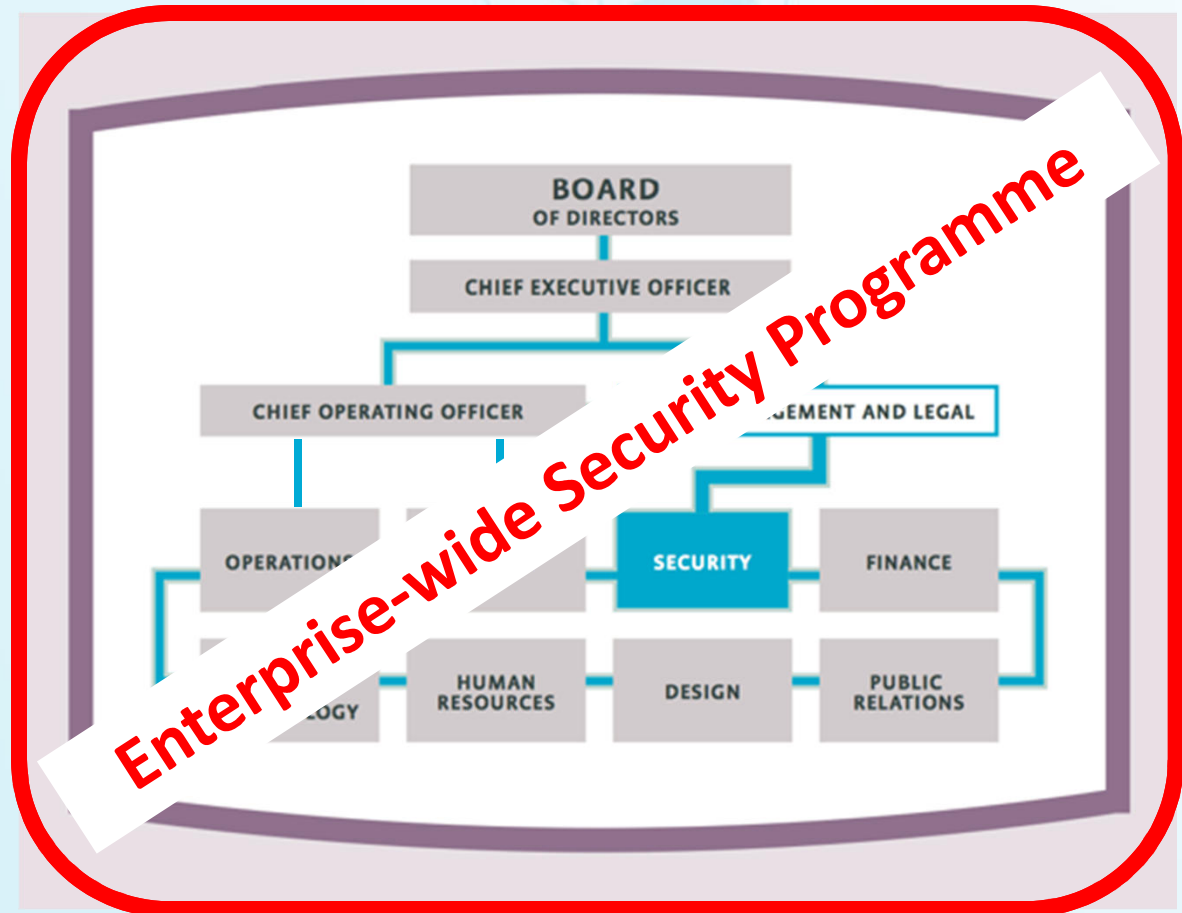 BOARD
OF DIRECTORS
CHIEF EXECUTIVE OFFICER
CHIEF OPERATING OFFICER
AND LEGAL
SECURITY
FINANCE
HUMAN
RESOURCES
DESIGN
PUBLIC
RELATIONS
Enterprise-wide Security Programme